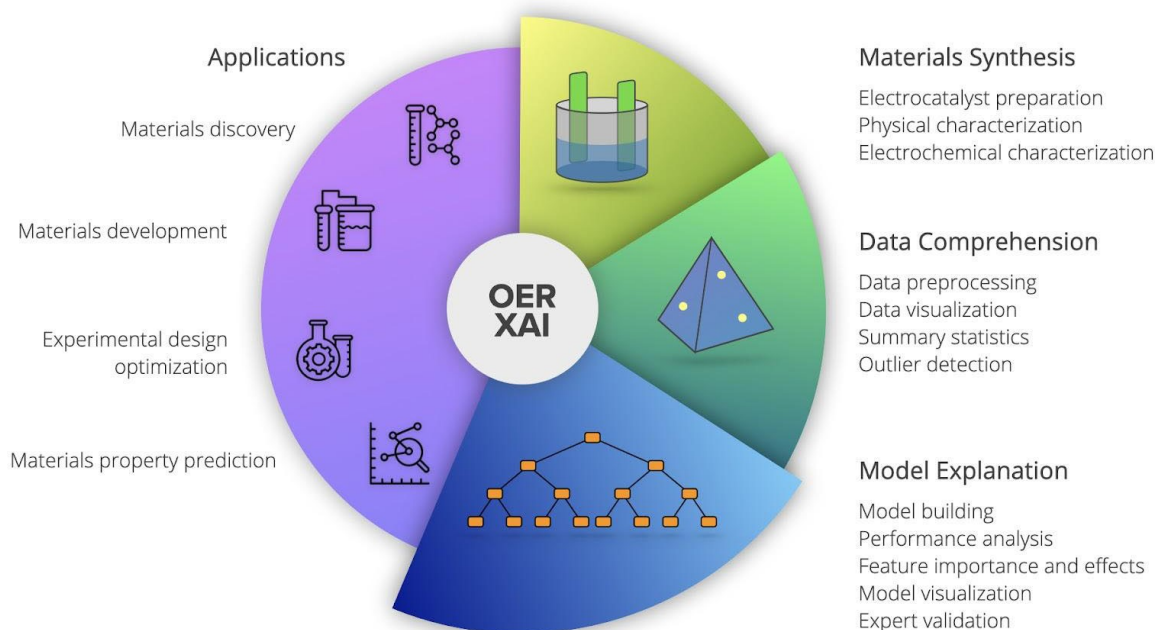 Applications
Materials discovery
Materials development
Experimental design
optimization
Materials property prediction
OER
XAI
Materials Synthesis
Electrocatalyst preparation
Physical characterization
Electrochemical characterization
Data Comprehension
Data preprocessing
Data visualization
Summary statistics
Outlier detection
Model Explanation
Model building
Performance analysis
Feature importance and effects
Model visualization
Expert validation